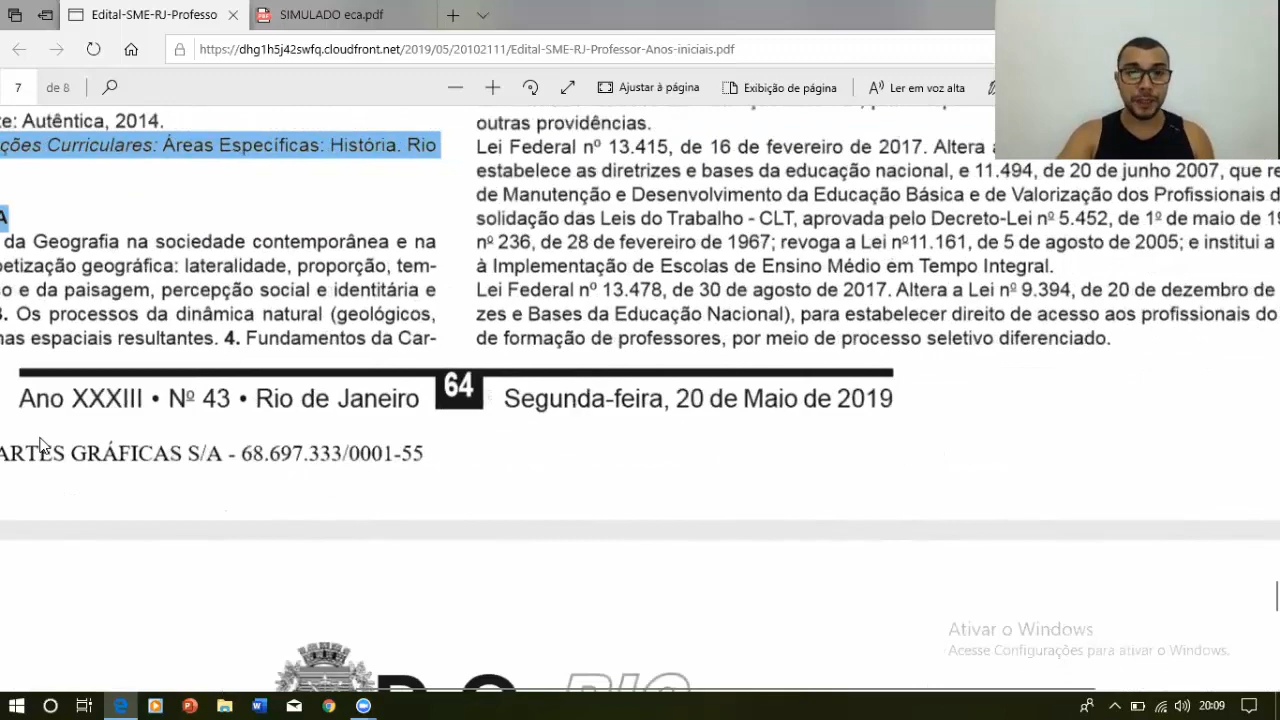 Edital-SME-RJ-Professo
SIMULADO eca.pdf
https://dhg1h5j42swfq.cloudfront.net/2019/05/20102111/Edital-SME-RJ-Professor-Anos-iniciais.pdf
7 de 8
Ajustar à página
Exibição de página
Ler em voz alta
te: Autêntica, 2014.
ções Curriculares: Áreas Específicas: História. Rio
A
da Geografia na sociedade contemporânea e na
betização geográfica: lateralidade, proporção, tem-
o e da paisagem, percepção social e identitária e
3. Os processos da dinâmica natural (geológicos,
nas espaciais resultantes. 4. Fundamentos da Car-
outras providências.
Lei Federal nº 13.415, de 16 de fevereiro de 2017. Altera
estabelece as diretrizes e bases da educação nacional, e 11.494, de 20 de junho 2007, que re
de Manutenção e Desenvolvimento da Educação Básica e de Valorização dos Profissionais d
solidação das Leis do Trabalho - CLT, aprovada pelo Decreto-Lei nº 5.452, de 1º de maio de 19
nº 236, de 28 de fevereiro de 1967; revoga a Lei nº11.161, de 5 de agosto de 2005; e institui a
à Implementação de Escolas de Ensino Médio em Tempo Integral.
Lei Federal nº 13.478, de 30 de agosto de 2017. Altera a Lei nº 9.394, de 20 de dezembro de
zes e Bases da Educação Nacional), para estabelecer direito de acesso aos profissionais do
de formação de professores, por meio de processo seletivo diferenciado.
Ano XXXIII • Nº 43 • Rio de Janeiro 64 Segunda-feira, 20 de Maio de 2019
ARTES GRÁFICAS S/A - 68.697.333/0001-55
RIO
Ativar o Windows
Acesse Configurações para ativar o Windows.
20:09